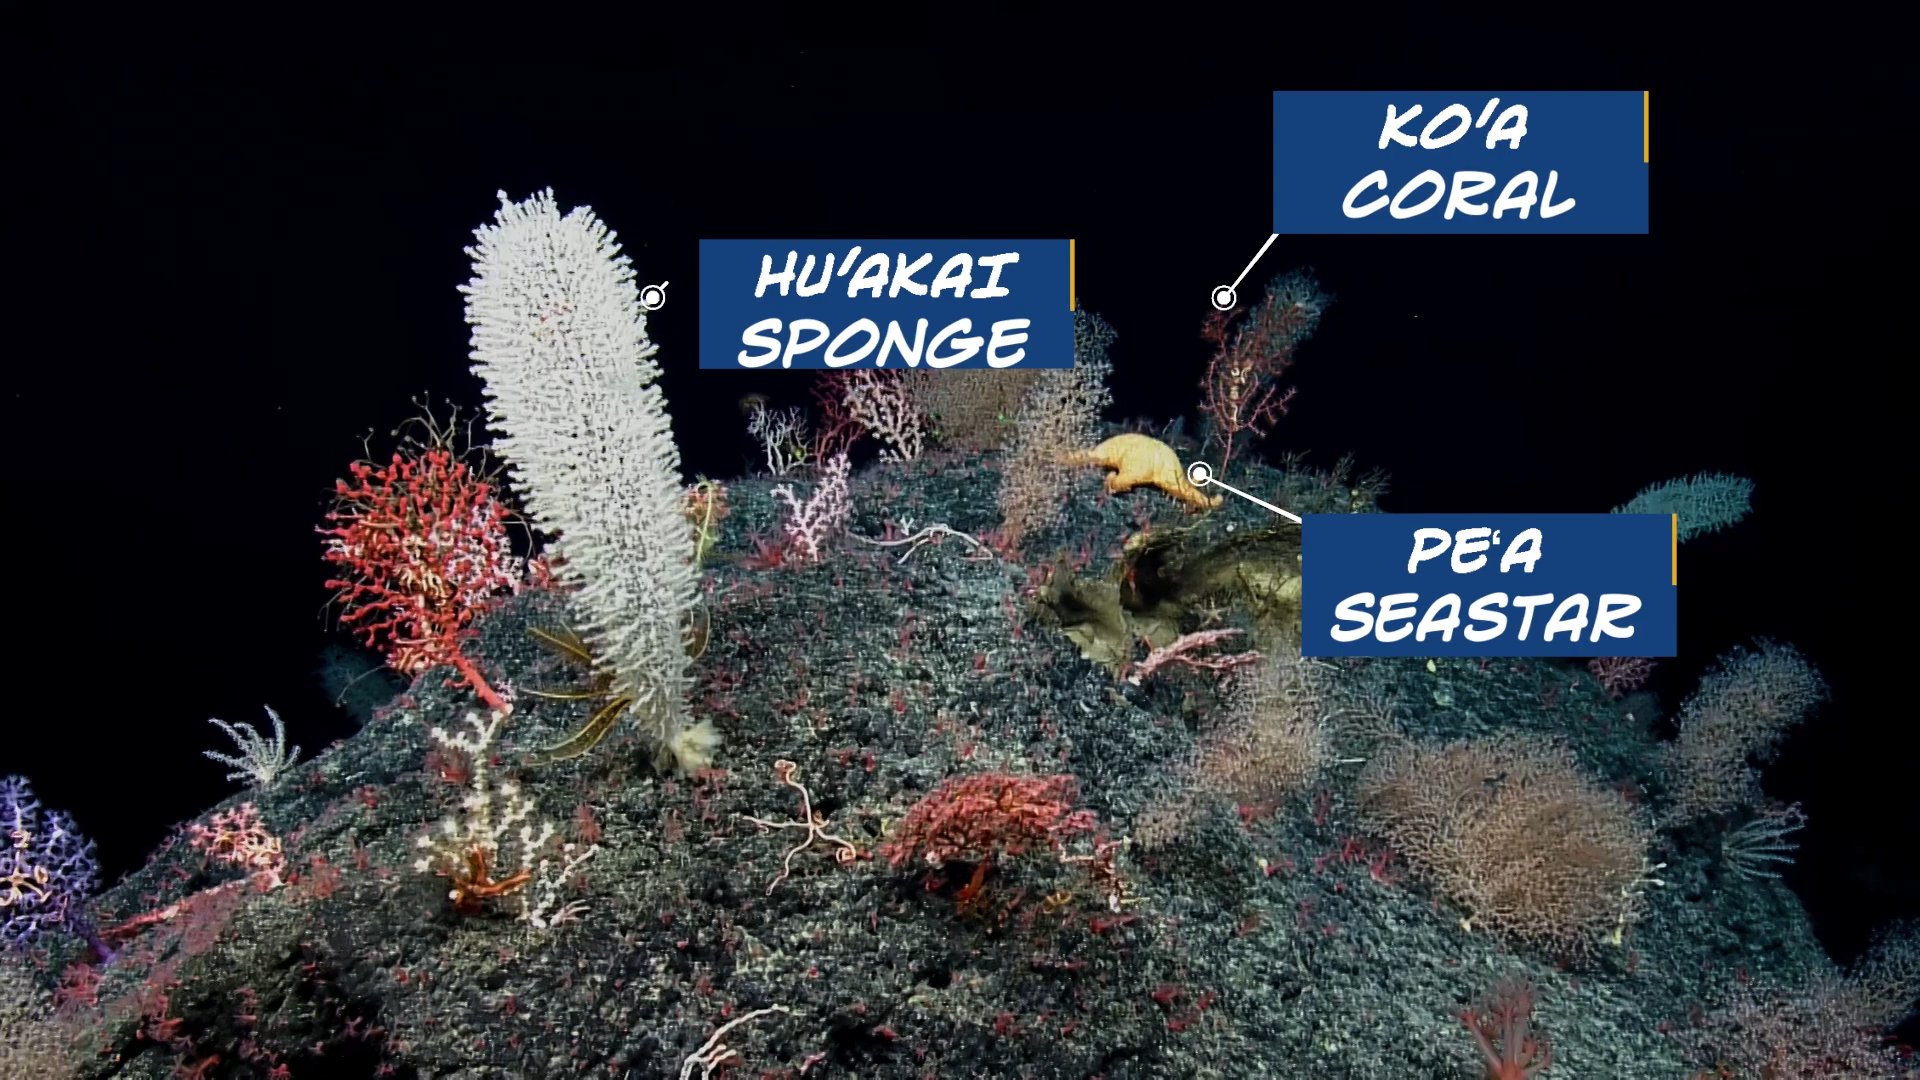 KO'A
CORAL
HU'AKAI
SPONGE
PE‘A
SEASTAR